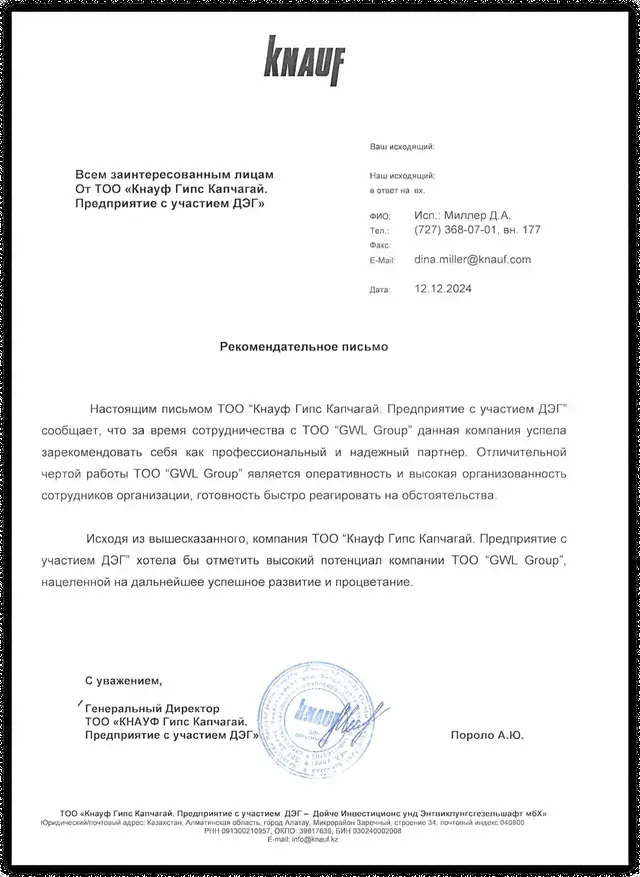 KNAUF
Ваш исходящий:
Всем заинтересованным лицам
От ТОО «Кнауф Гипс Капчагай.
Предприятие с участием ДЭГ»
Наш исходящий:
в ответ на вх.
ФИО: Исп.: Миллер Д.А.
Тел.: (727) 368-07-01, вн. 177
Факс:
E-Mail: dina.miller@knauf.com
Дата: 12.12.2024
Рекомендательное письмо
Настоящим письмом ТОО “Кнауф Гипс Капчагай. Предприятие с участием ДЭГ”
сообщает, что за время сотрудничества с ТОО “GWL Group” данная компания успела
зарекомендовать себя как профессиональный и надежный партнер. Отличительной
чертой работы ТОО “GWL Group” является оперативность и высокая организованность
сотрудников организации, готовность быстро реагировать на обстоятельства.
Исходя из вышесказанного, компания ТОО “Кнауф Гипс Капчагай. Предприятие с
участием ДЭГ” хотела бы отметить высокий потенциал компании ТОО “GWL Group”,
нацеленной на дальнейшее успешное развитие и процветание.
С уважением,
Генеральный Директор
ТОО «КНАУФ Гипс Капчагай.
Предприятие с участием ДЭГ»
KNAUF
Пороло А.Ю.
ТОО «Кнауф Гипс Капчагай. Предприятие с участием ДЭГ – Дойче Инвестиционс унд Энтвиклунгсгезельшафт мбХ»
Юридический/почтовый адрес: Казахстан, Алматинская область, город Алатау, Микрорайон Заречный, строение 34, почтовый индекс 040800
РНН 091300210957, ОКПО: 39817639, БИН 030240002008
E-mail: info@knauf.kz